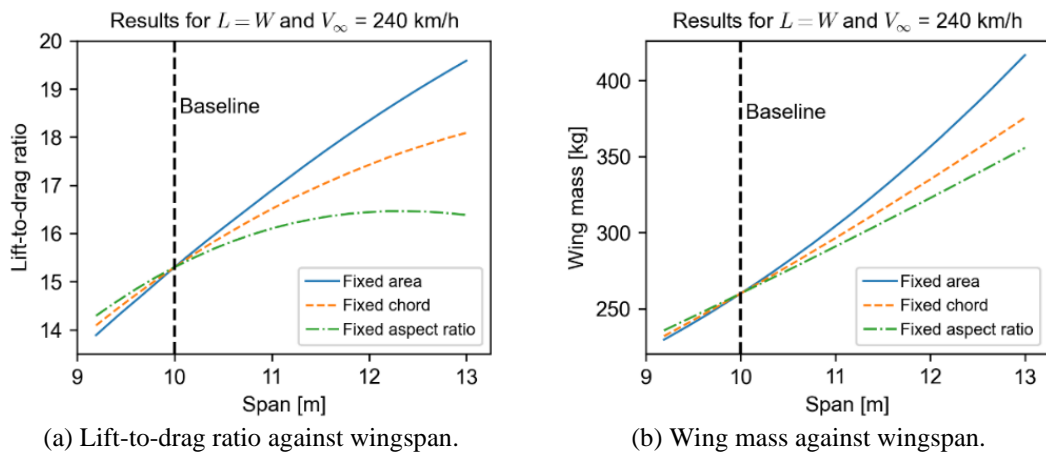 Results for L = W and V∞ = 240 km/h
Lift-to-drag ratio
20
19
18
17
16
15
14
Baseline
Fixed area
Fixed chord
Fixed aspect ratio
9 10 11 12 13
Span [m]
(a) Lift-to-drag ratio against wingspan.
Results for L = W and V∞ = 240 km/h
Wing mass [kg]
400
350
300
250
Baseline
Fixed area
Fixed chord
Fixed aspect ratio
9 10 11 12 13
Span [m]
(b) Wing mass against wingspan.